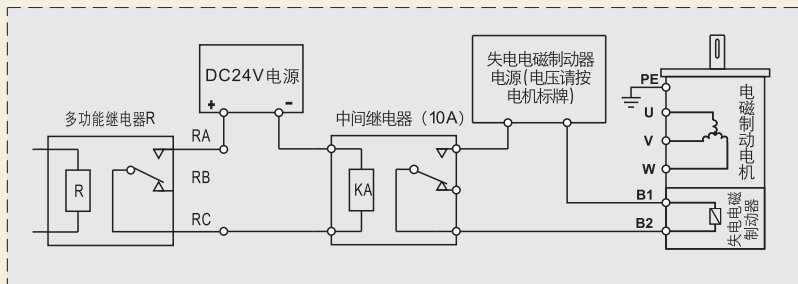 DC24V电源
+ -
多功能继电器R
RA
RB
RC
R
中间继电器（10A）
KA
失电电磁制动器
电源(电压请按
电机标牌)
PE
U
V
W
B1
B2
电磁制动电机
失电电磁
制动器